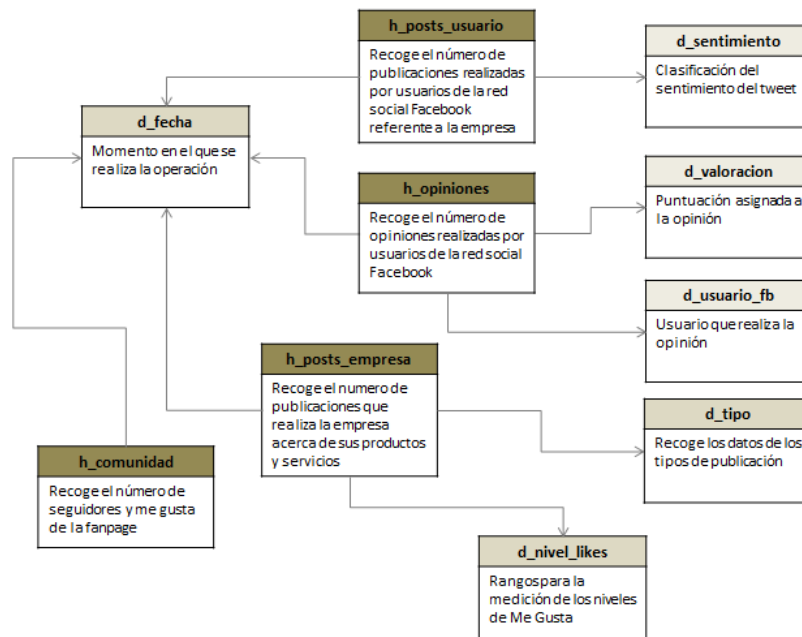 h_posts_usuario
Recoge el número de
publicaciones realizadas
por usuarios de la red
social Facebook
referente a la empresa
d_sentimiento
Clasificación del
sentimiento del tweet
d_fecha
Momento en el que se
realiza la operación
d_valoracion
Puntuación asignada a
la opinión
h_opiniones
Recoge el número de
opiniones realizadas por
usuarios de la red social
Facebook
d_usuario_fb
Usuario que realiza la
opinión
h_posts_empresa
Recoge el numero de
publicaciones que
realiza la empresa
acerca de sus productos
y servicios
d_tipo
Recoge los datos de los
tipos de publicación
h_comunidad
Recoge el número de
seguidores y me gusta
de la fanpage
d_nivel_likes
Rangos para la
medición de los niveles
de Me Gusta